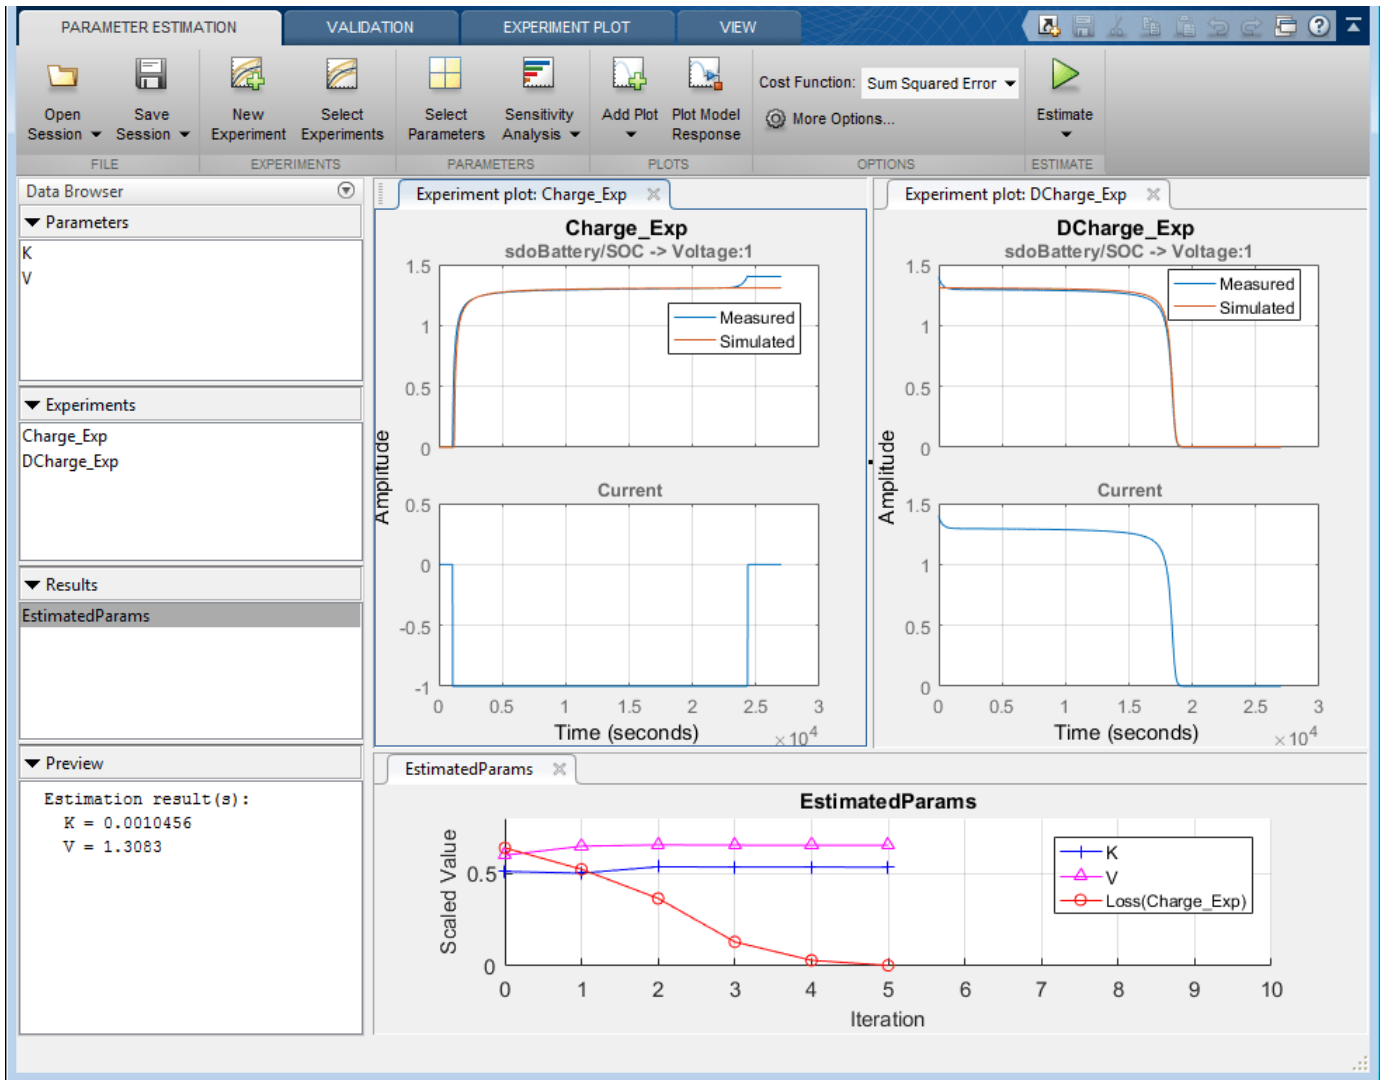 PARAMETER ESTIMATION
VALIDATION
EXPERIMENT PLOT
VIEW
Open Session
Save Session
New Experiment
Select Experiments
Select Parameters
Sensitivity Analysis
Add Plot
Plot Model Response
Cost Function: Sum Squared Error
More Options...
Estimate
FILE
EXPERIMENTS
PARAMETERS
PLOTS
OPTIONS
ESTIMATE
Data Browser
Parameters
K
V
Experiments
Charge_Exp
DCharge_Exp
Results
EstimatedParams
Preview
Estimation result(s):
K = 0.0010456
V = 1.3083
Experiment plot: Charge_Exp
Charge_Exp
sdoBattery/SOC -> Voltage:1
1.5
1
0.5
0
Measured
Simulated
Amplitude
Current
0.5
0
-0.5
-1
0 0.5 1 1.5 2 2.5 3
Time (seconds)
×10^4
Experiment plot: DCharge_Exp
DCharge_Exp
sdoBattery/SOC -> Voltage:1
1.5
1
0.5
0
Measured
Simulated
Amplitude
Current
1.5
1
0.5
0
0 0.5 1 1.5 2 2.5 3
Time (seconds)
×10^4
EstimatedParams
EstimatedParams
Scaled Value
0.5
0
K
V
Loss(Charge_Exp)
0 1 2 3 4 5 6 7 8 9 10
Iteration